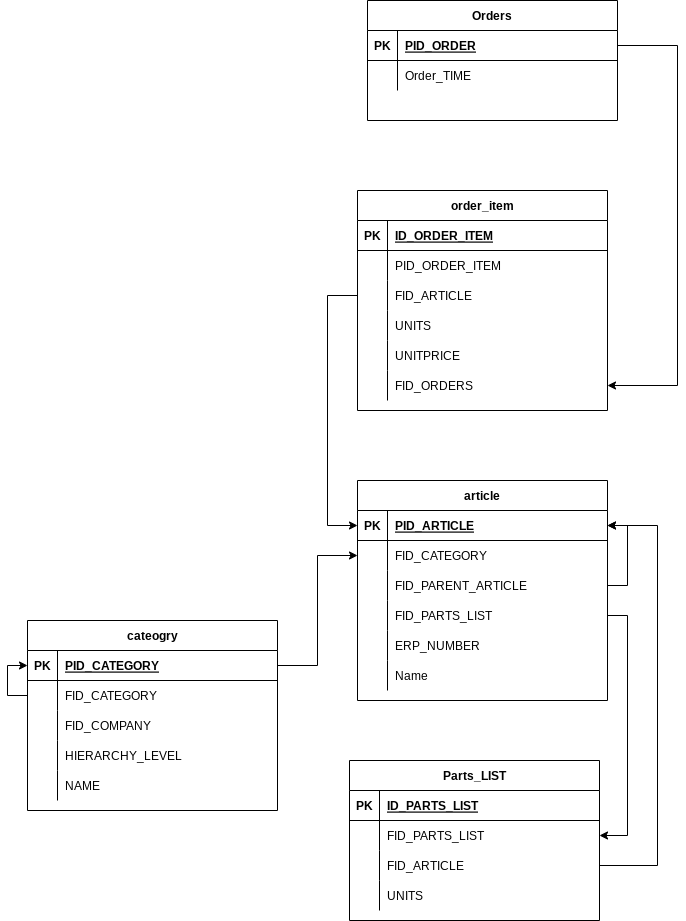 Orders
PK PID_ORDER
Order_TIME
order_item
PK ID_ORDER_ITEM
PID_ORDER_ITEM
FID_ARTICLE
UNITS
UNITPRICE
FID_ORDERS
article
PK PID_ARTICLE
FID_CATEGORY
FID_PARENT_ARTICLE
FID_PARTS_LIST
ERP_NUMBER
Name
cateogry
PK PID_CATEGORY
FID_CATEGORY
FID_COMPANY
HIERARCHY_LEVEL
NAME
Parts_LIST
PK ID_PARTS_LIST
FID_PARTS_LIST
FID_ARTICLE
UNITS